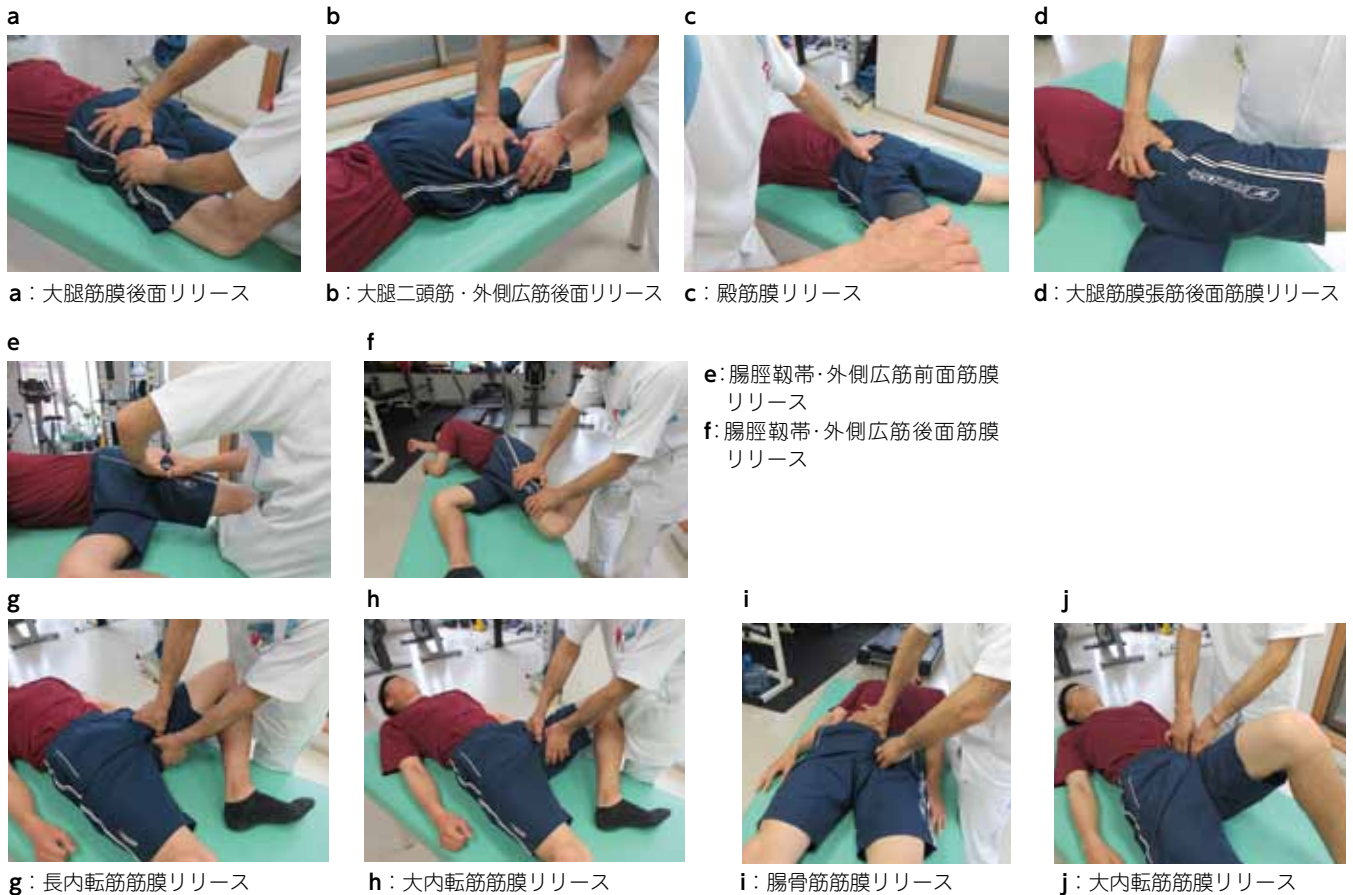 a
b
c
d
a：大腿筋膜後面リリース
b：大腿二頭筋・外側広筋後面リリース
c：殿筋膜リリース
d：大腿筋膜張筋後面筋膜リリース
e
f
e：腸脛靱帯・外側広筋前面筋膜
リリース
f：腸脛靱帯・外側広筋後面筋膜
リリース
g
h
i
j
g：長内転筋筋膜リリース
h：大内転筋筋膜リリース
i：腸骨筋筋膜リリース
j：大内転筋筋膜リリース